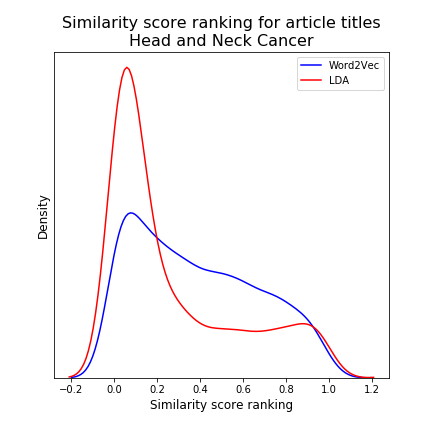 Similarity score ranking for article titles
Head and Neck Cancer
Word2Vec
LDA
Density
−0.2 0.0 0.2 0.4 0.6 0.8 1.0 1.2
Similarity score ranking